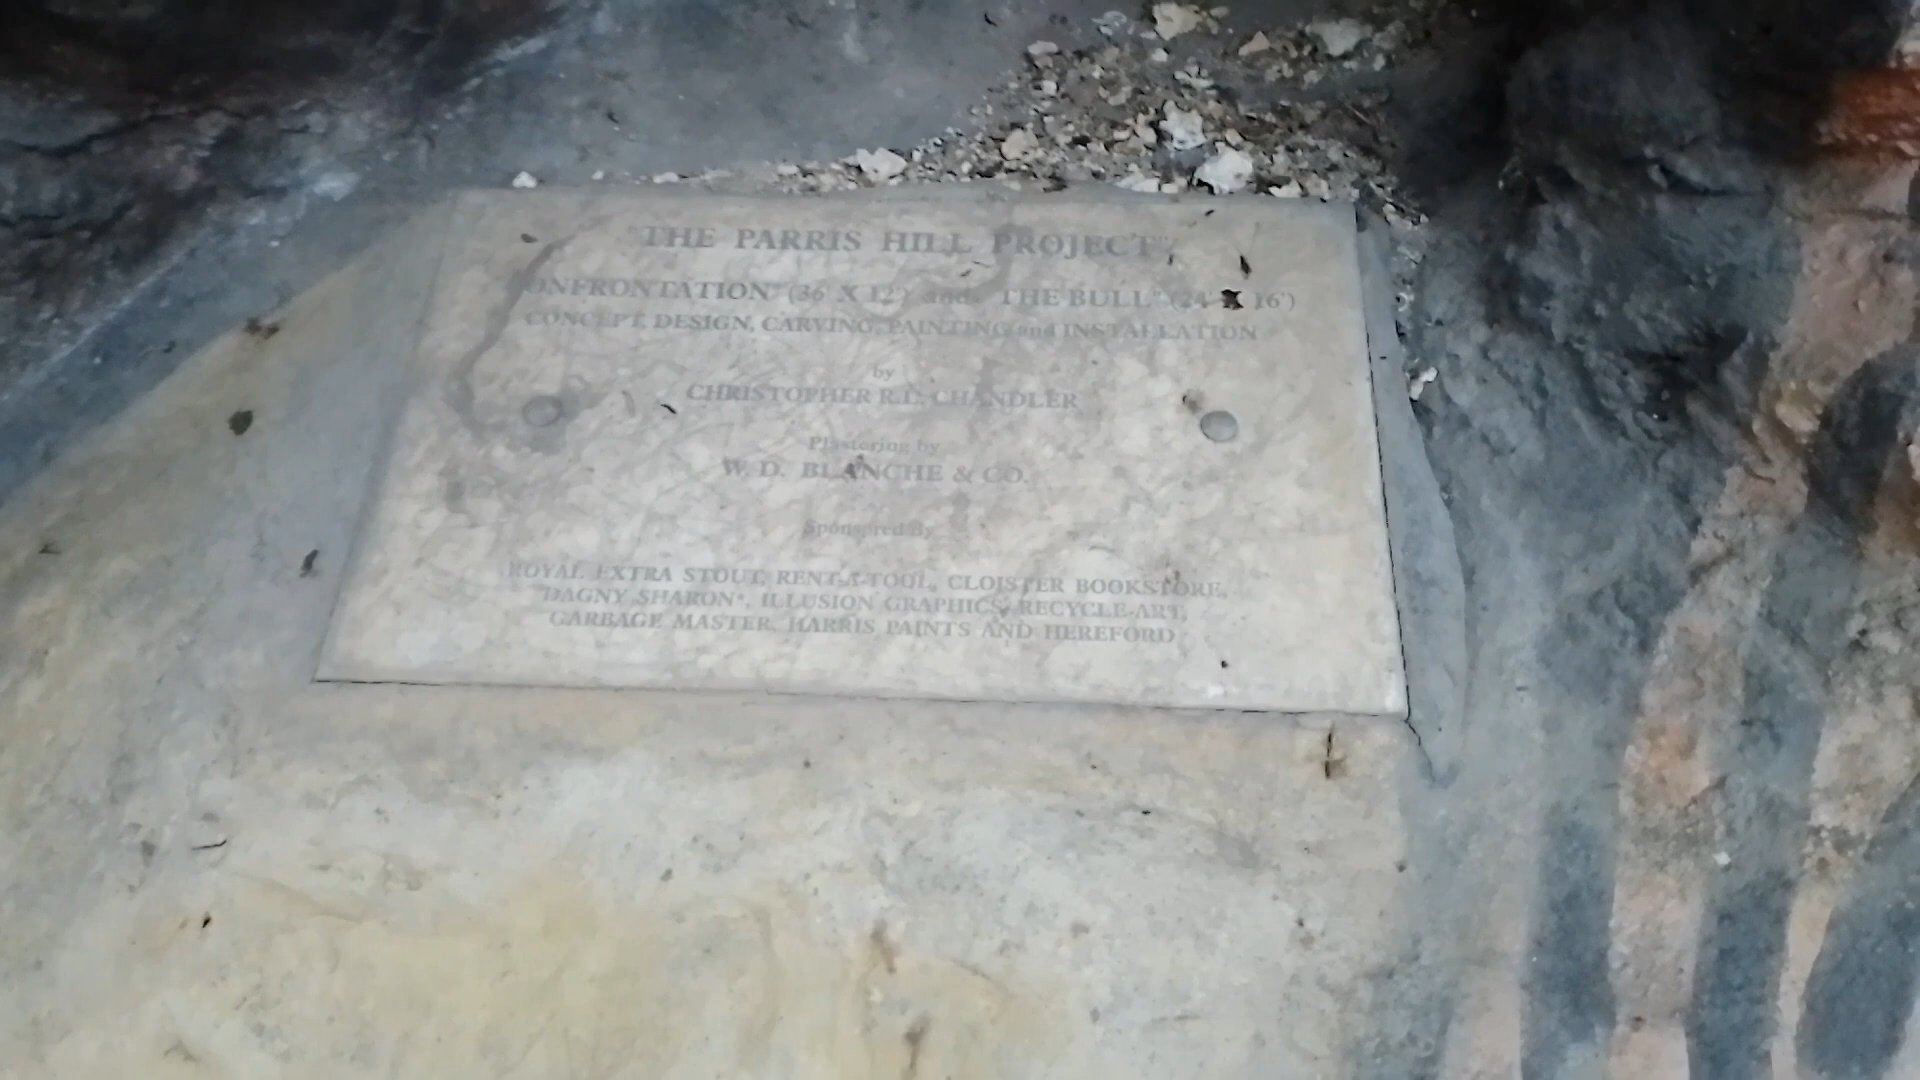 "THE PARRIS HILL PROJECT"
CONFRONTATION" (36' X 12') and "THE BULL" (24' X 16')
CONCEPT, DESIGN, CARVING, PAINTING and INSTALLATION
by
CHRISTOPHER R.L. CHANDLER
Plastering by
W. D. BLANCHE & CO.
Sponsored By
ROYAL EXTRA STOUT, RENT-A-TOOL, CLOISTER BOOKSTORE,
"DAGNY SHARON", ILLUSION GRAPHICS, RECYCLE-ART,
GARBAGE MASTER, HARRIS PAINTS AND HEREFORD